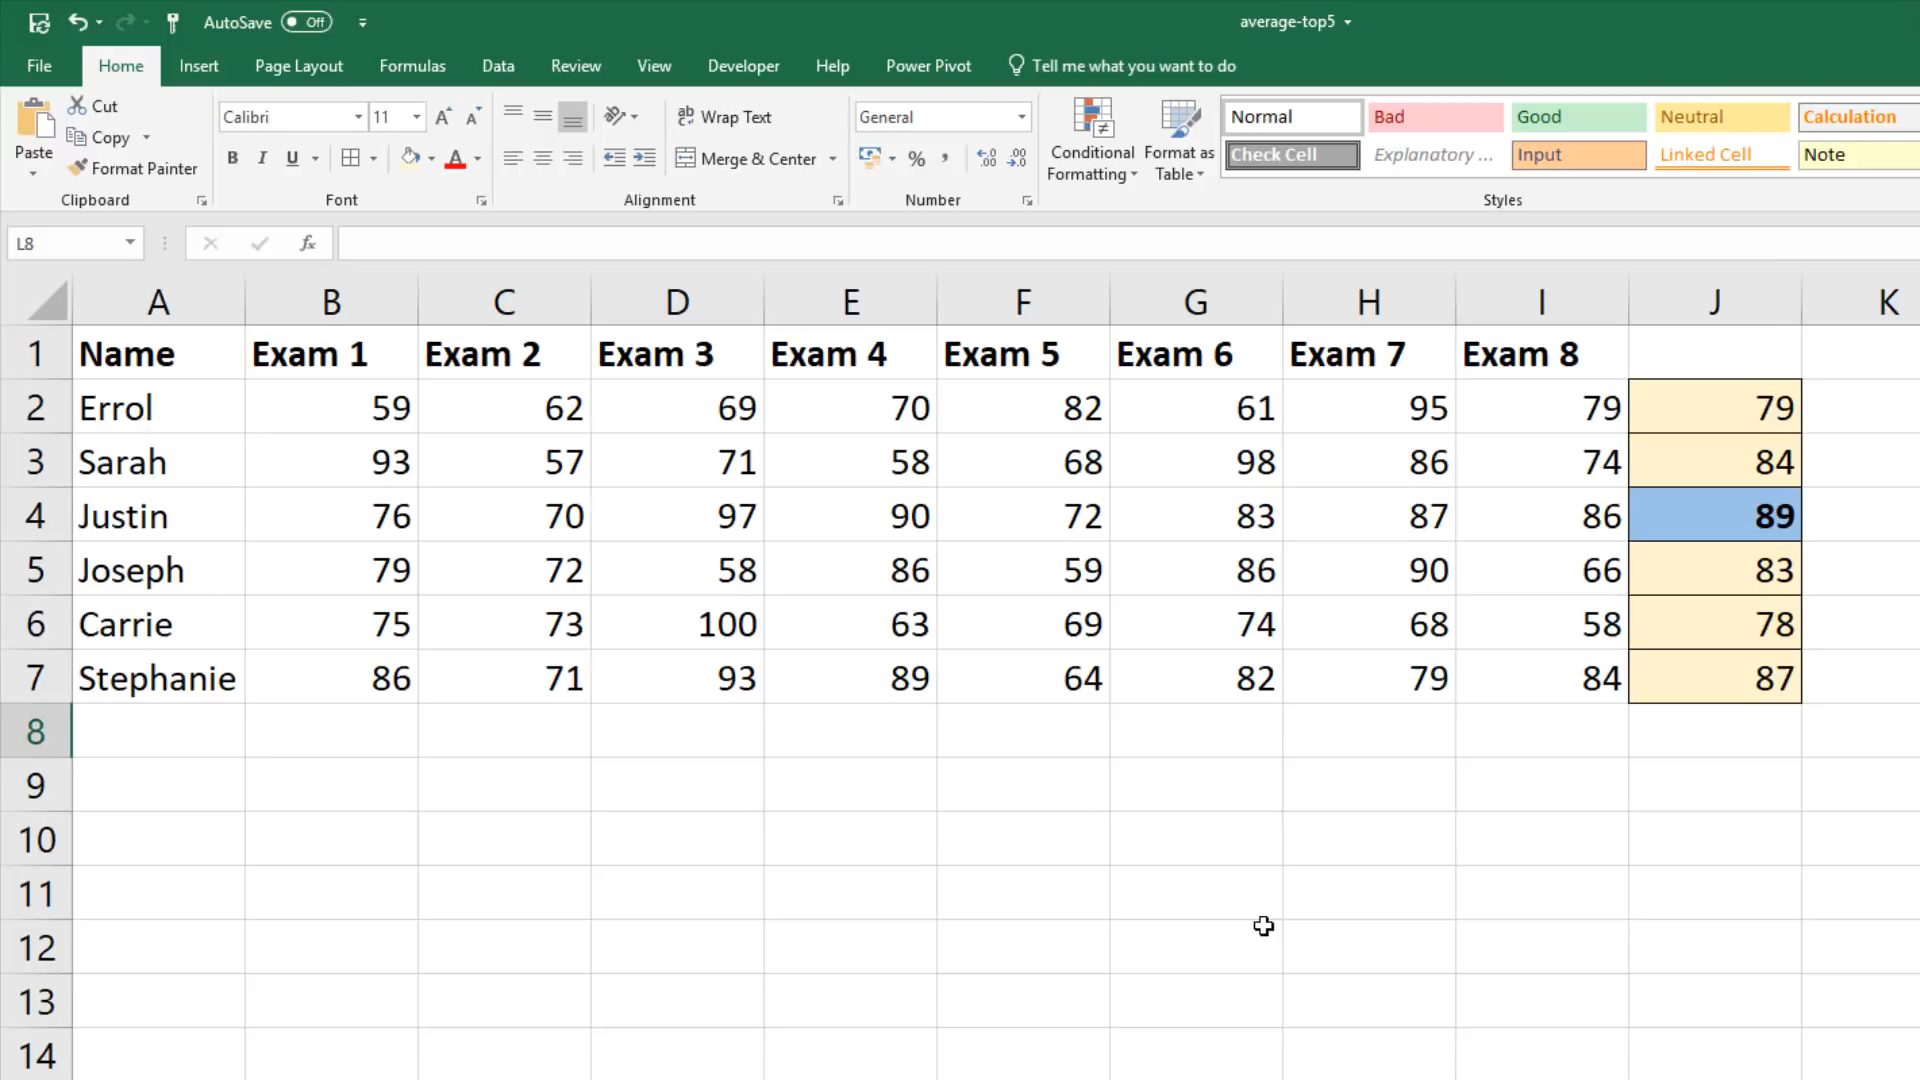 AutoSave Off average-top5
File Home Insert Page Layout Formulas Data Review View Developer Help Power Pivot Tell me what you want to do
Paste Cut Copy Format Painter Clipboard
Calibri 11 A A B I U A Font
ab Wrap Text Merge & Center Alignment
General % , .00 .00 Number
Conditional Formatting Format as Table
Normal Bad Good Neutral Calculation
Check Cell Explanatory ... Input Linked Cell Note
Styles
L8 fx
A B C D E F G H I J K
1 Name Exam 1 Exam 2 Exam 3 Exam 4 Exam 5 Exam 6 Exam 7 Exam 8
2 Errol 59 62 69 70 82 61 95 79 79
3 Sarah 93 57 71 58 68 98 86 74 84
4 Justin 76 70 97 90 72 83 87 86 89
5 Joseph 79 72 58 86 59 86 90 66 83
6 Carrie 75 73 100 63 69 74 68 58 78
7 Stephanie 86 71 93 89 64 82 79 84 87
8
9
10
11
12
13
14